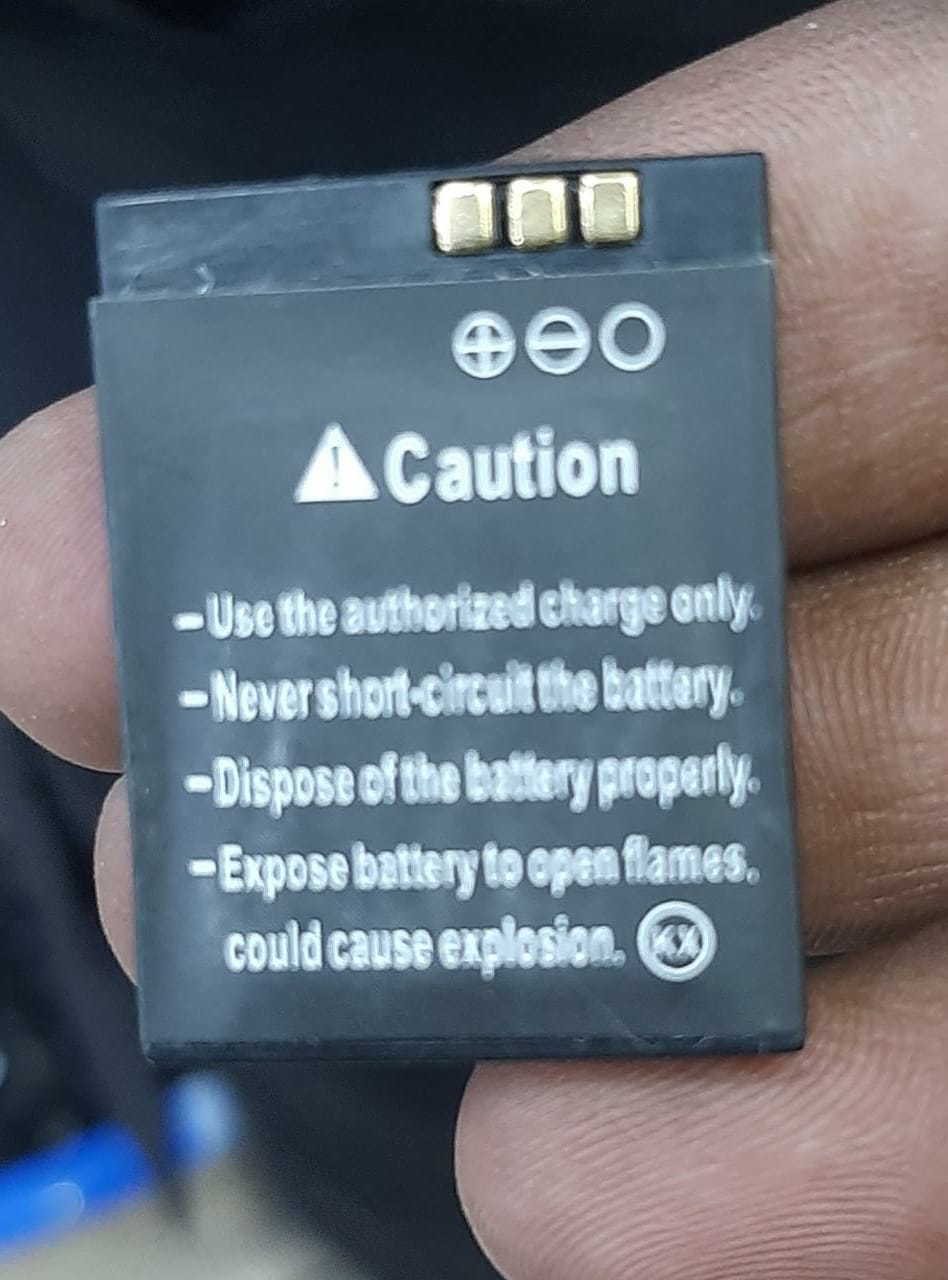 Caution
-Use the authorized charge only.
-Never short-circuit the battery.
-Dispose of the battery properly.
-Expose battery to open flames.
could cause explosion.